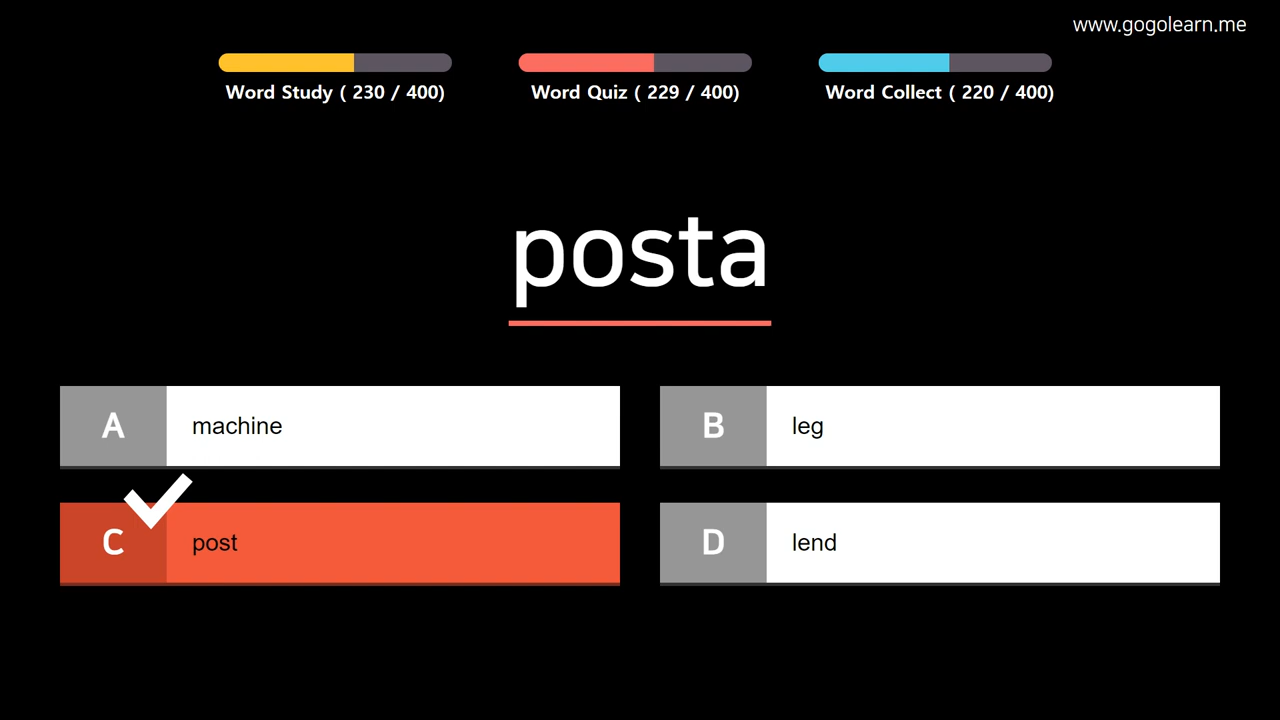 www.gogolearn.me
Word Study ( 230 / 400)
Word Quiz ( 229 / 400)
Word Collect ( 220 / 400)
posta
A machine
B leg
C post
D lend